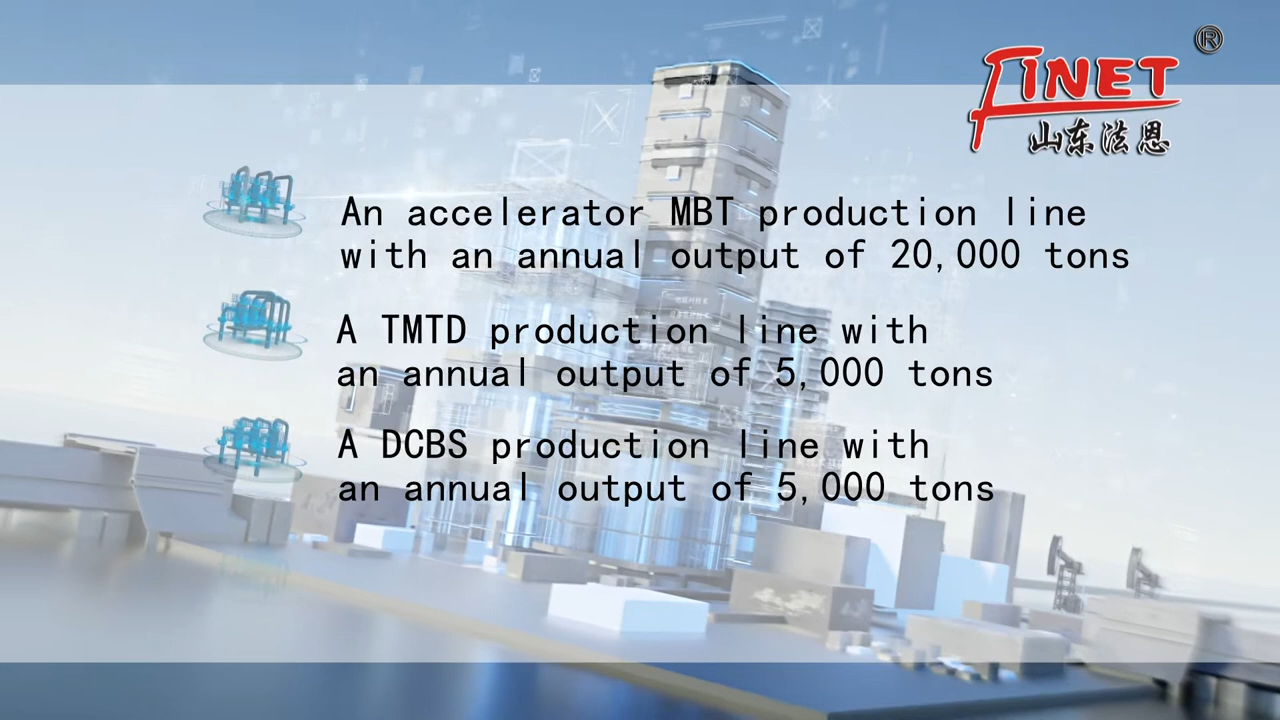 FINET ®
山东法恩
An accelerator MBT production line
with an annual output of 20,000 tons
A TMTD production line with
an annual output of 5,000 tons
A DCBS production line with
an annual output of 5,000 tons